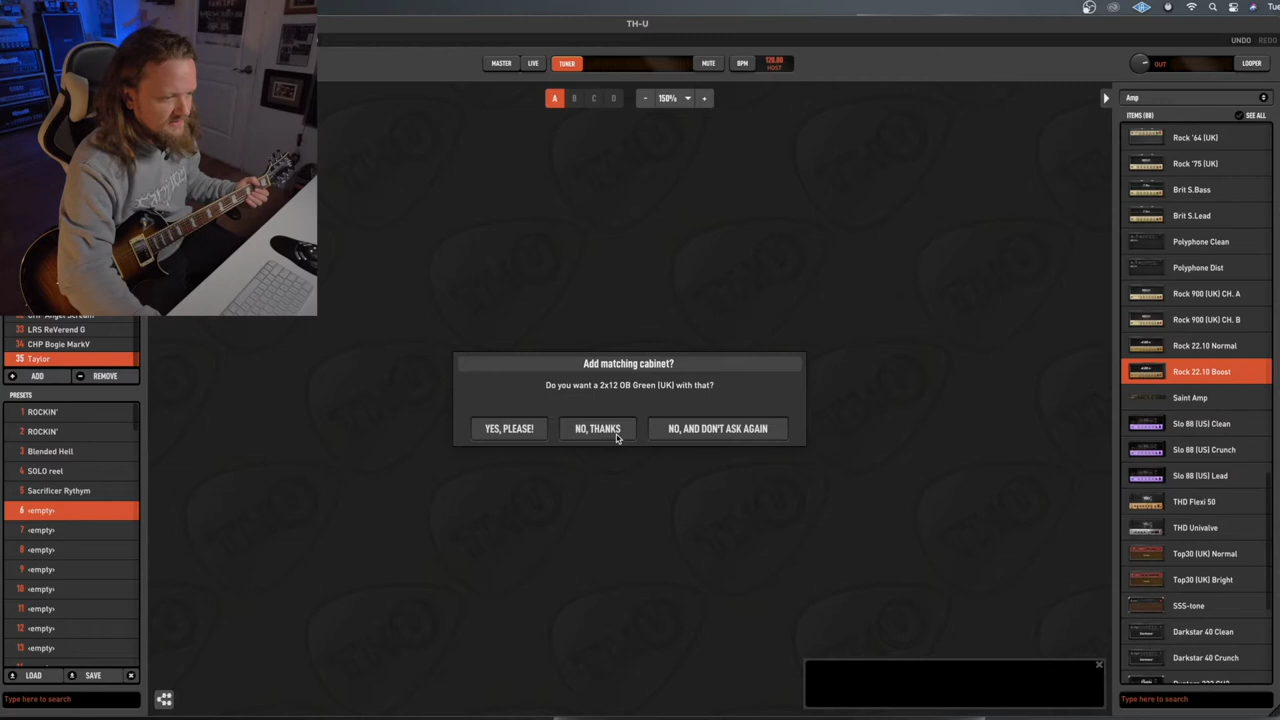 Tue
TH-U
UNDO REDO
MASTER LIVE TUNER MUTE BPM 120.00 HOST OUT LOOPER
A B C D - 150% +
Amp
ITEMS (88) SEE ALL
Rock '64 (UK)
Rock '75 (UK)
Brit S.Bass
Brit S.Lead
Polyphone Clean
Polyphone Dist
Rock 900 (UK) CH. A
Rock 900 (UK) CH. B
Rock 22.10 Normal
Rock 22.10 Boost
Saint Amp
Slo 88 (US) Clean
Slo 88 (US) Crunch
Slo 88 (US) Lead
THD Flexi 50
THD Univalve
Top30 (UK) Normal
Top30 (UK) Bright
SSS-tone
Darkstar 40 Clean
Darkstar 40 Crunch
Type here to search
33 LRS ReVerend G
34 CHP Bogie MarkV
35 Taylor
+ ADD - REMOVE
PRESETS
1 ROCKIN'
2 ROCKIN'
3 Blended Hell
4 SOLO reel
5 Sacrificer Rythym
6 <empty>
7 <empty>
8 <empty>
9 <empty>
10 <empty>
11 <empty>
12 <empty>
13 <empty>
LOAD SAVE
Type here to search
Add matching cabinet?
Do you want a 2x12 OB Green (UK) with that?
YES, PLEASE! NO, THANKS NO, AND DON'T ASK AGAIN